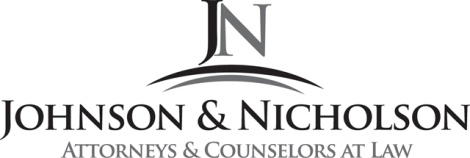 JN
JOHNSON & NICHOLSON
ATTORNEYS & COUNSELORS AT LAW